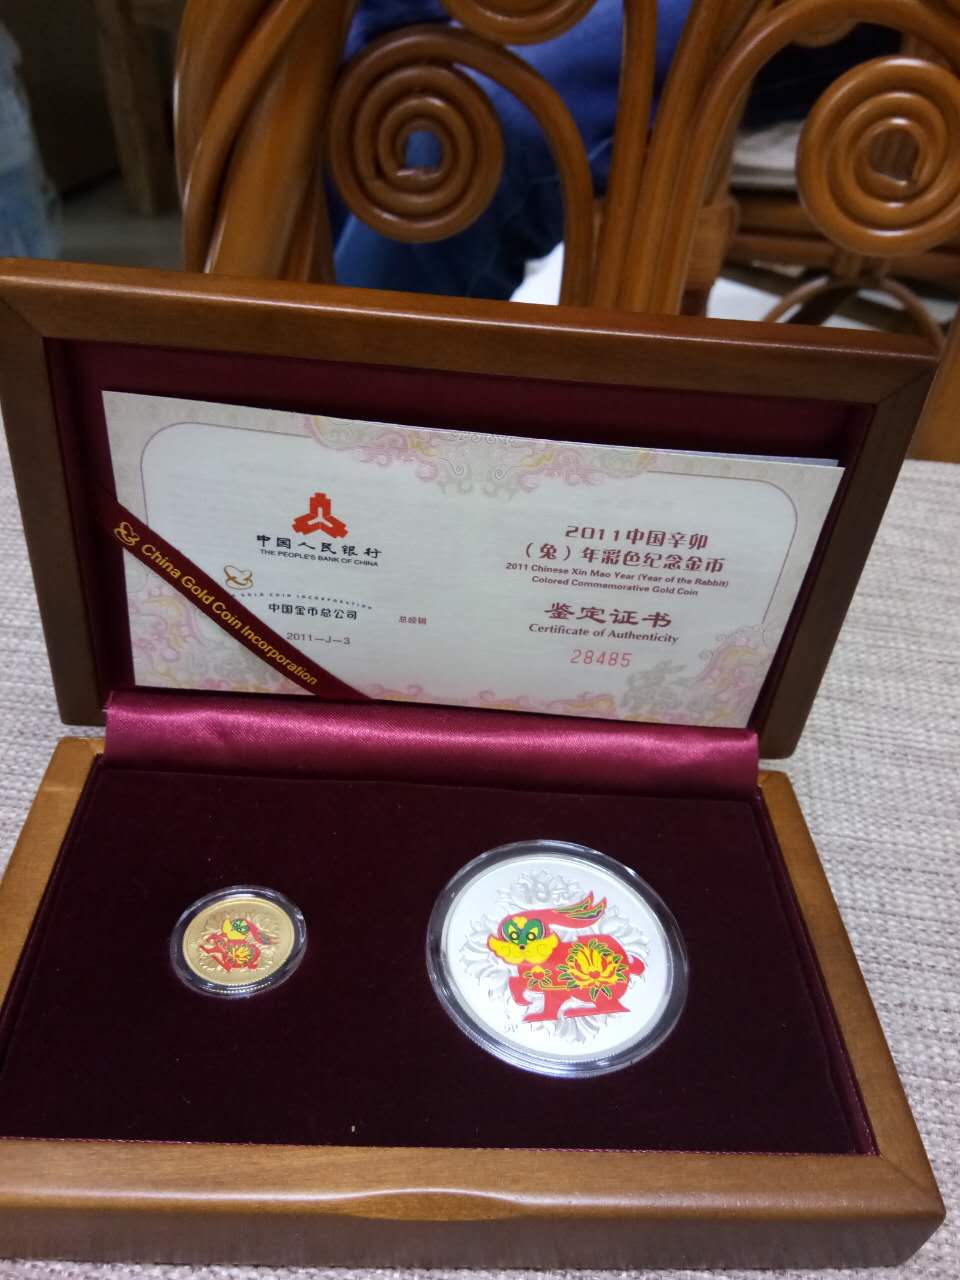 中国人民银行
THE PEOPLE'S BANK OF CHINA
GOLD COIN INCORPORATION
中国金币总公司
总经销
2011-J-3
China Gold Coin Incorporation
2011中国辛卯
（兔）年彩色纪念金币
2011 Chinese Xin Mao Year (Year of the Rabbit)
Colored Commemorative Gold Coin
鉴定证书
Certificate of Authenticity
28485